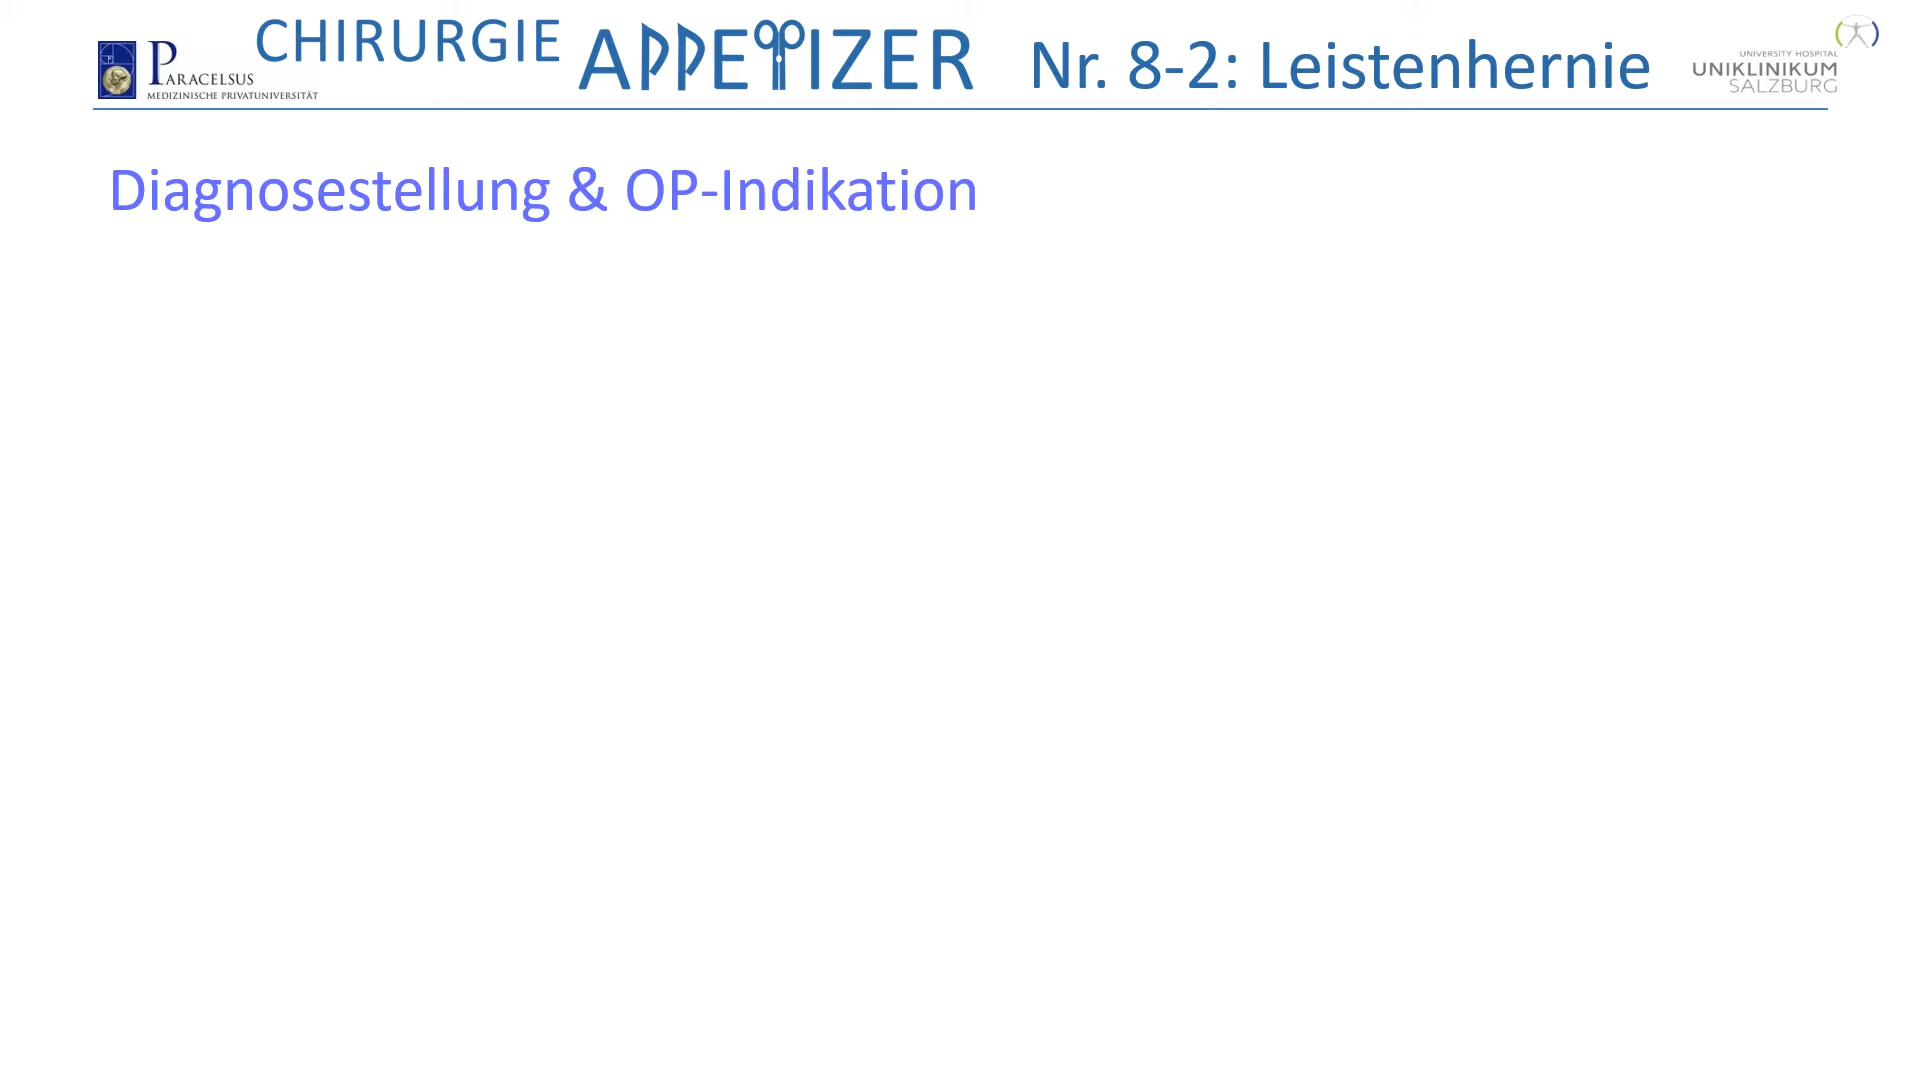 PARACELSUS
MEDIZINISCHE PRIVATUNIVERSITÄT
CHIRURGIE APPETIZER Nr. 8-2: Leistenhernie
UNIVERSITY HOSPITAL
UNIKLINIKUM
SALZBURG
Diagnosestellung & OP-Indikation